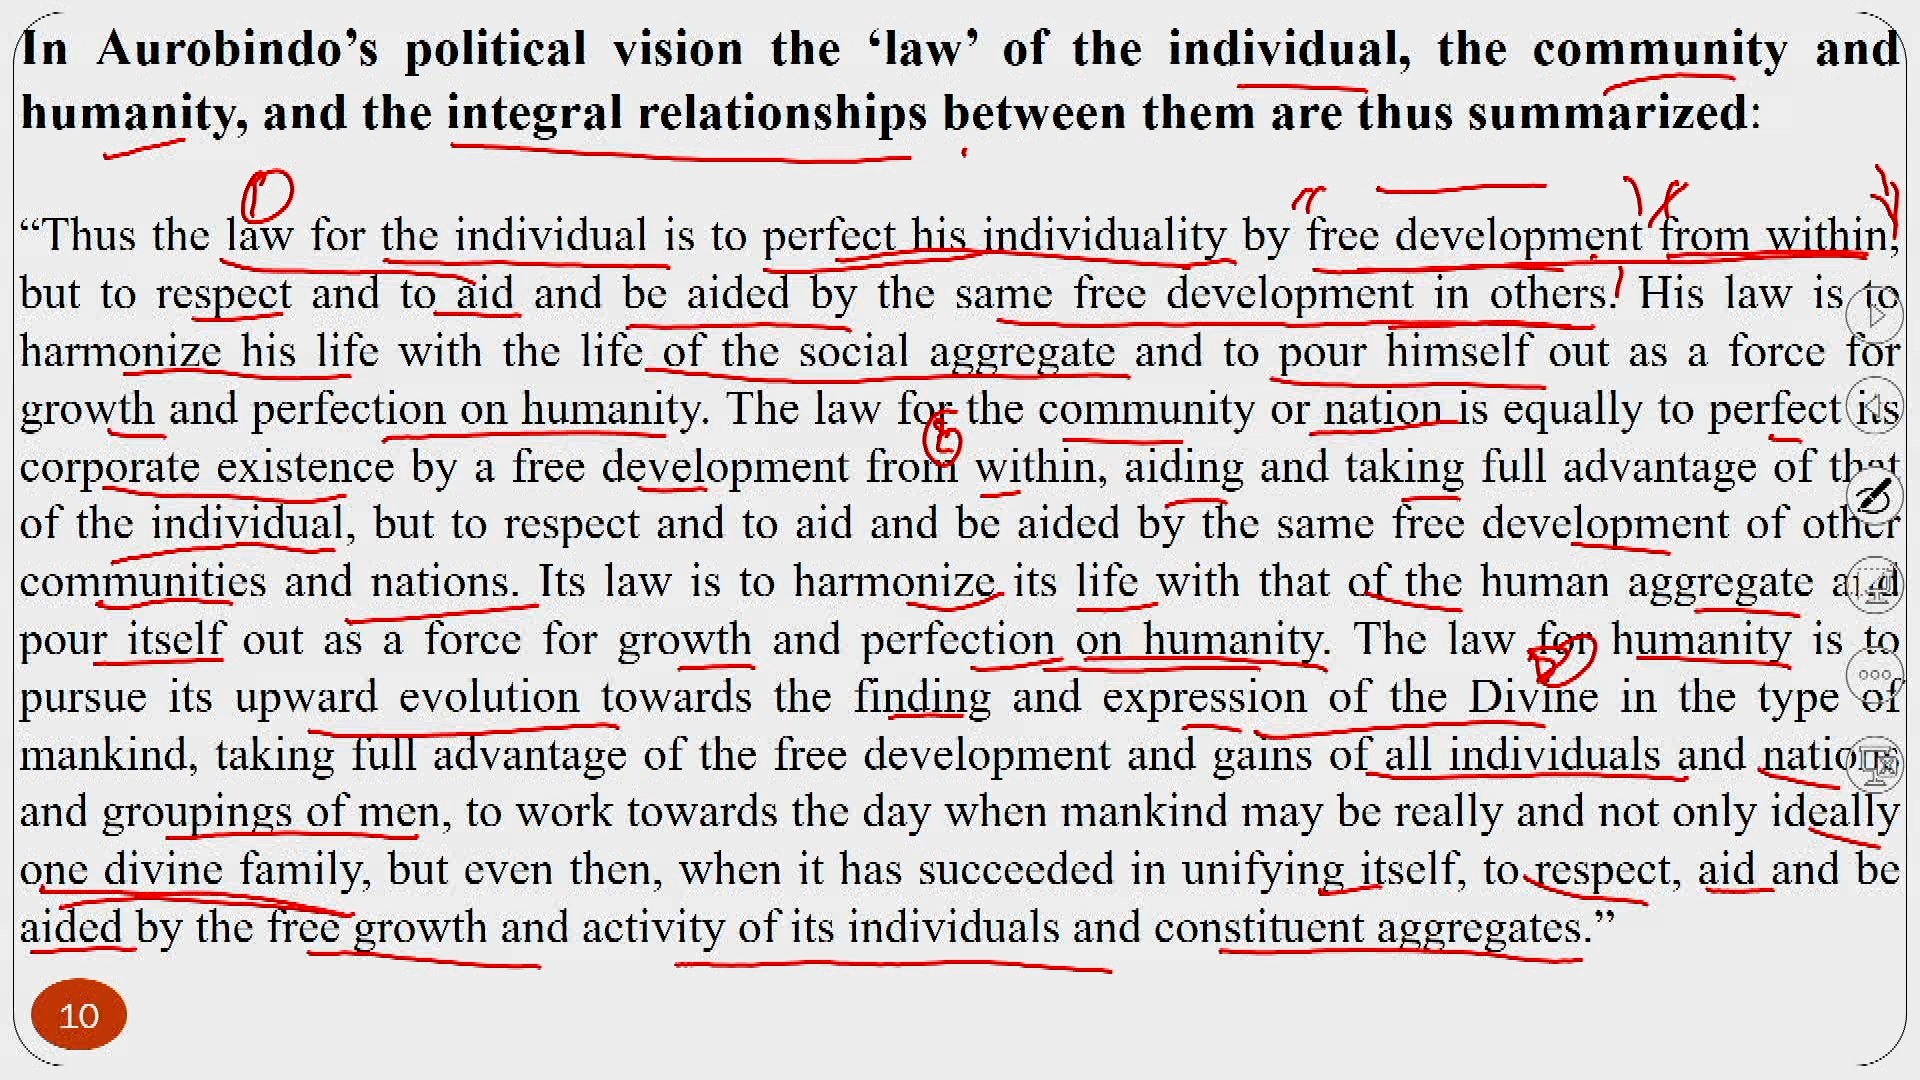 In Aurobindo’s political vision the ‘law’ of the individual, the community and
humanity, and the integral relationships between them are thus summarized:
“Thus the law for the individual is to perfect his individuality by free development from within,
but to respect and to aid and be aided by the same free development in others. His law is to
harmonize his life with the life of the social aggregate and to pour himself out as a force for
growth and perfection on humanity. The law for the community or nation is equally to perfect its
corporate existence by a free development from within, aiding and taking full advantage of that
of the individual, but to respect and to aid and be aided by the same free development of other
communities and nations. Its law is to harmonize its life with that of the human aggregate and
pour itself out as a force for growth and perfection on humanity. The law for humanity is to
pursue its upward evolution towards the finding and expression of the Divine in the type of
mankind, taking full advantage of the free development and gains of all individuals and nations
and groupings of men, to work towards the day when mankind may be really and not only ideally
one divine family, but even then, when it has succeeded in unifying itself, to respect, aid and be
aided by the free growth and activity of its individuals and constituent aggregates.”
10